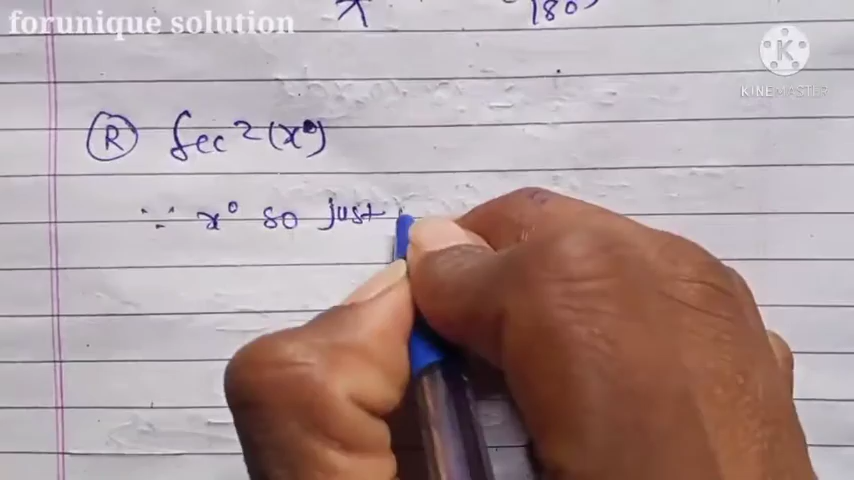 forunique solution
180°)
KINEMASTER
Ⓡ sec²(x°)
∵ x° so just